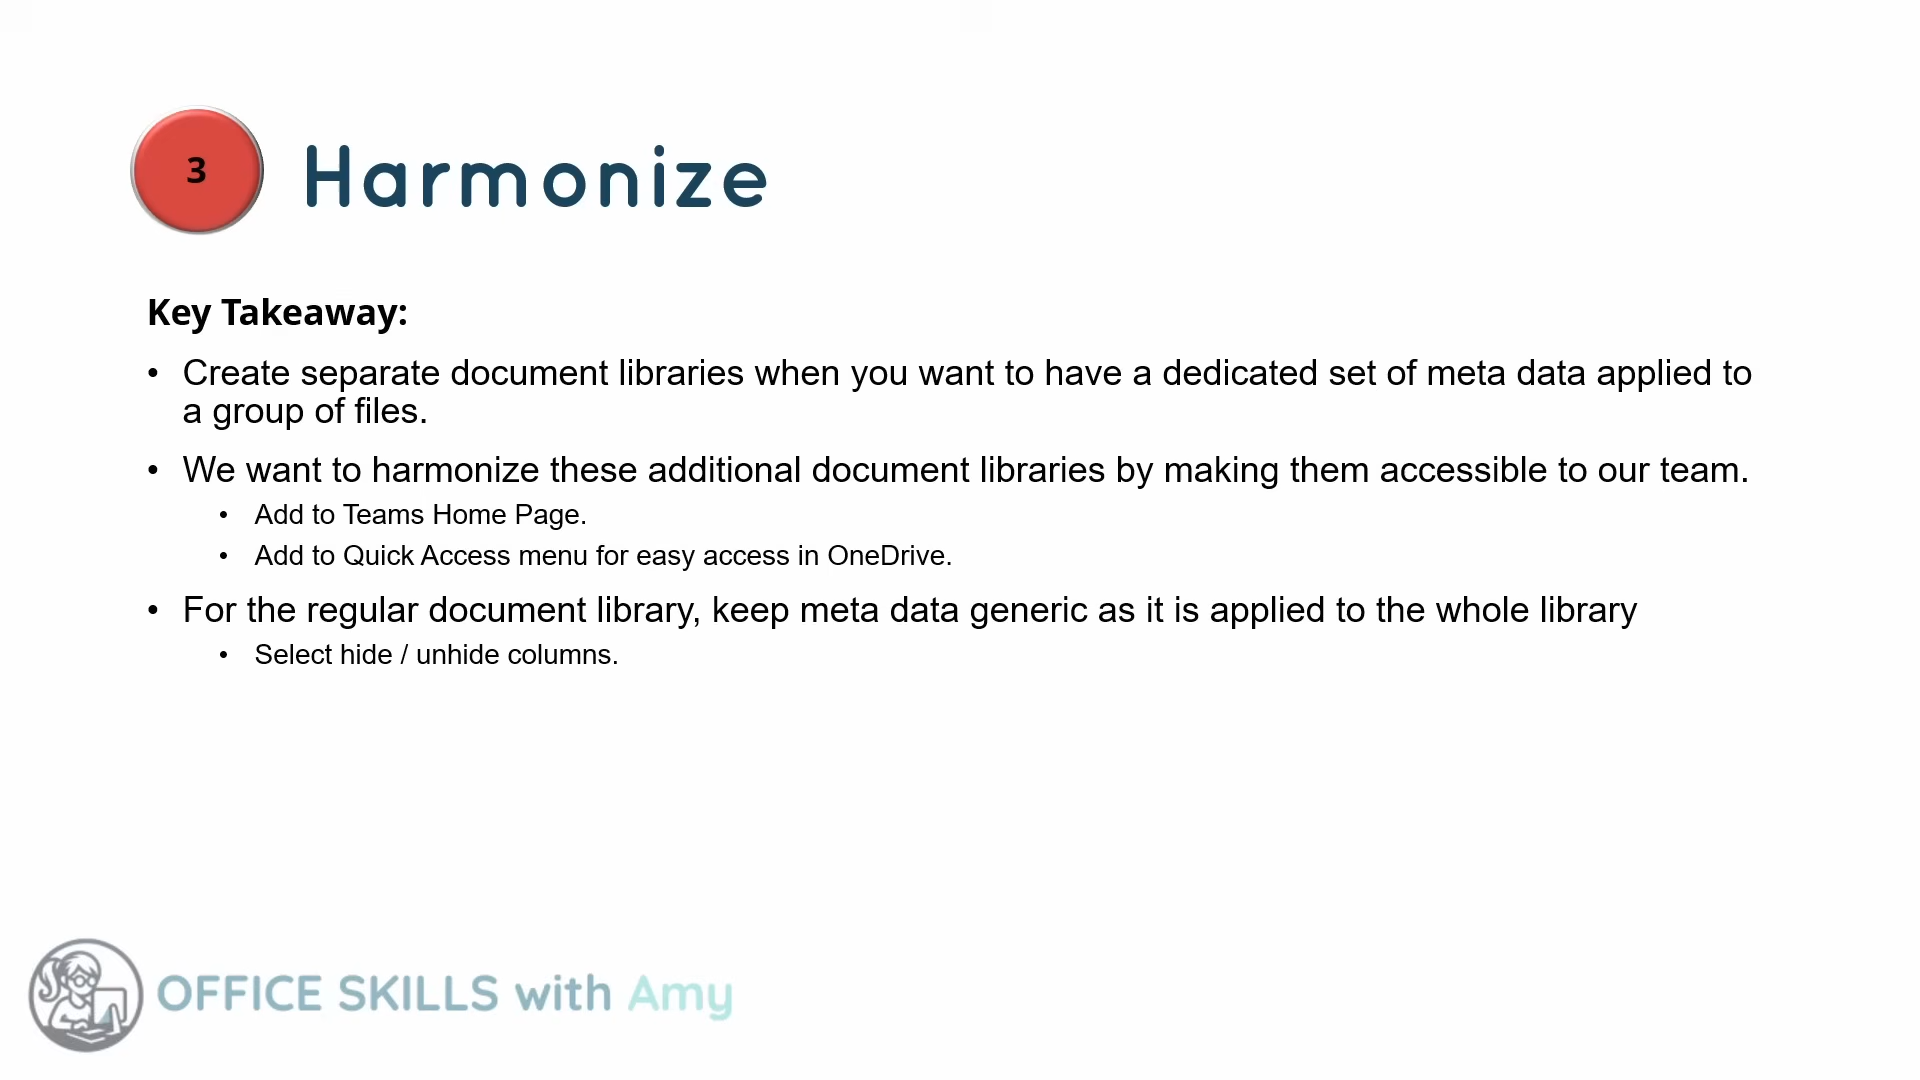 3
Harmonize
Key Takeaway:
• Create separate document libraries when you want to have a dedicated set of meta data applied to
a group of files.
• We want to harmonize these additional document libraries by making them accessible to our team.
• Add to Teams Home Page.
• Add to Quick Access menu for easy access in OneDrive.
• For the regular document library, keep meta data generic as it is applied to the whole library
• Select hide / unhide columns.
OFFICE SKILLS with Amy